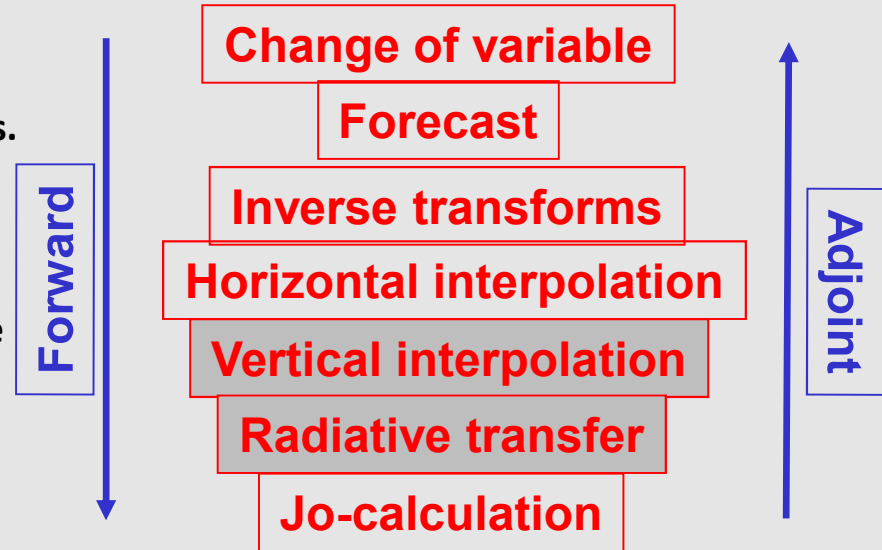 Change of variable
s.
Forecast
Forward
Inverse transforms
Adjoint
Horizontal interpolation
e
Vertical interpolation
Radiative transfer
Jo-calculation